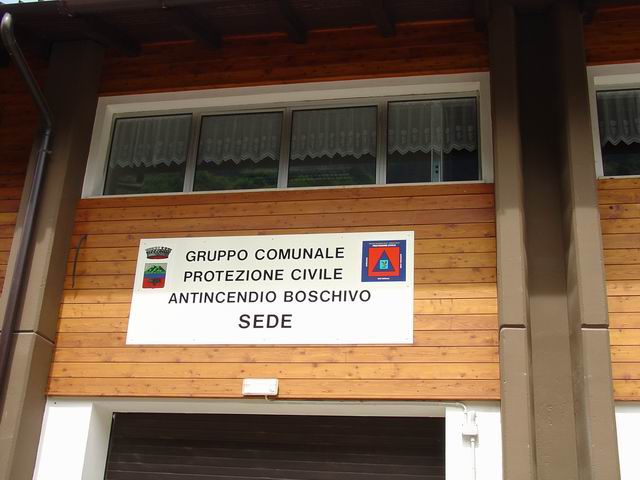 GRUPPO COMUNALE
PROTEZIONE CIVILE
ANTINCENDIO BOSCHIVO
SEDE